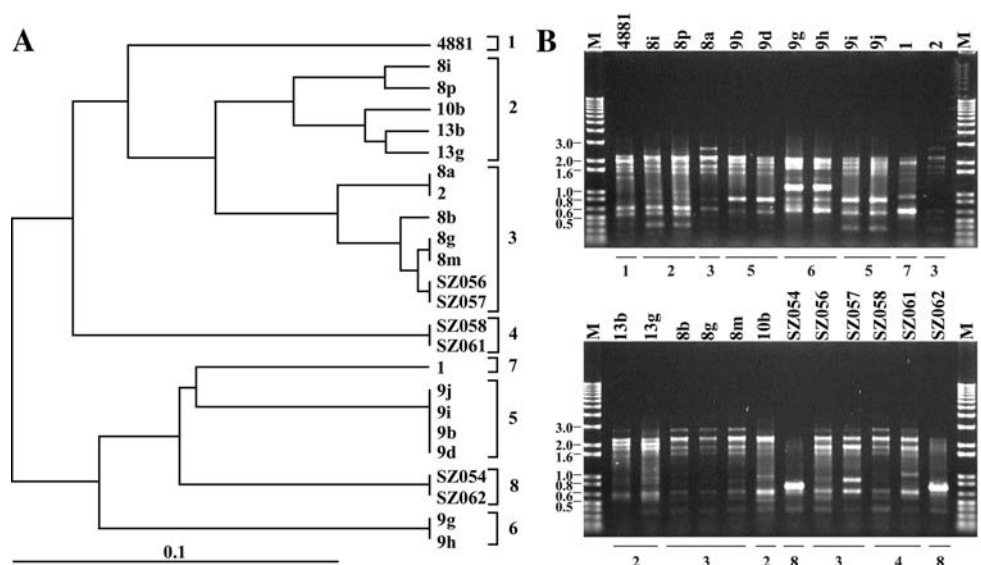 A
4881
1
8i
8p
10b
13b
13g
2
8a
2
8b
8g
8m
SZ056
SZ057
3
SZ058
SZ061
4
1
7
9j
9i
9b
9d
5
SZ054
SZ062
8
9g
9h
6
0.1
B
M 4881 8i 8p 8a 9b 9d 9g 9h 9i 9j 1 2 M
3.0
2.0
1.6
1.0
0.8
0.6
0.5
1 2 3 5 6 5 7 3
M 13b 13g 8b 8g 8m 10b SZ054 SZ056 SZ057 SZ058 SZ061 SZ062 M
3.0
2.0
1.6
1.0
0.8
0.6
0.5
2 3 2 8 3 4 8